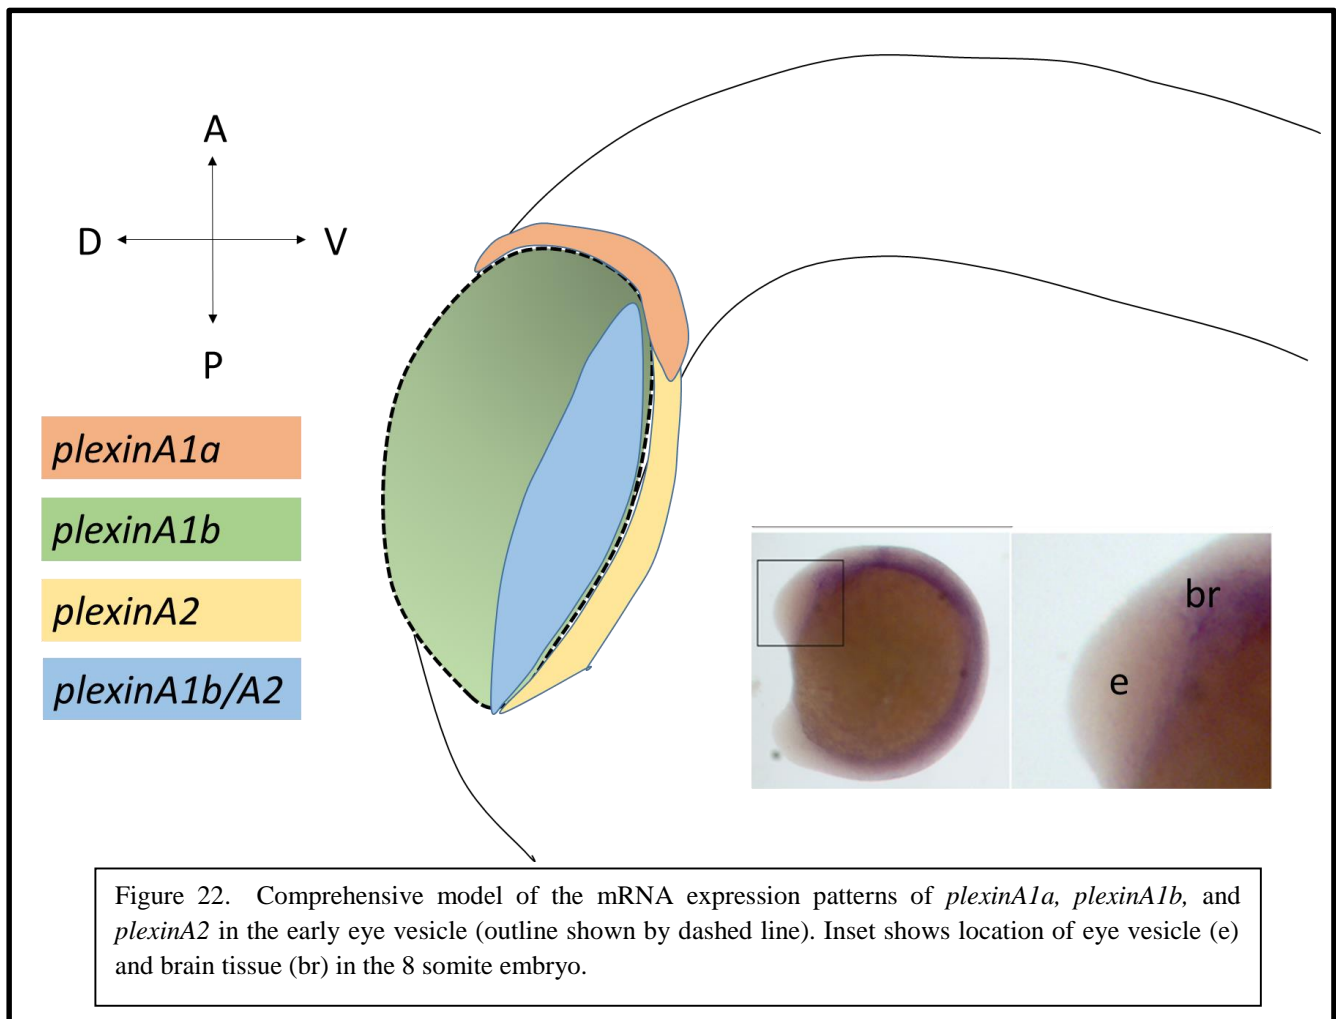 A
D
V
P
plexinA1a
plexinA1b
plexinA2
plexinA1b/A2
br
e
Figure 22. Comprehensive model of the mRNA expression patterns of plexinA1a, plexinA1b, and
plexinA2 in the early eye vesicle (outline shown by dashed line). Inset shows location of eye vesicle (e)
and brain tissue (br) in the 8 somite embryo.